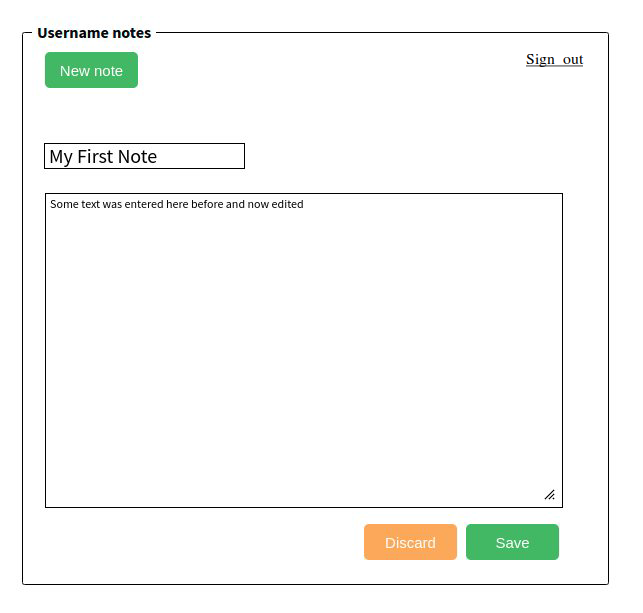 Username notes
New note
Sign out
My First Note
Some text was entered here before and now edited
Discard
Save